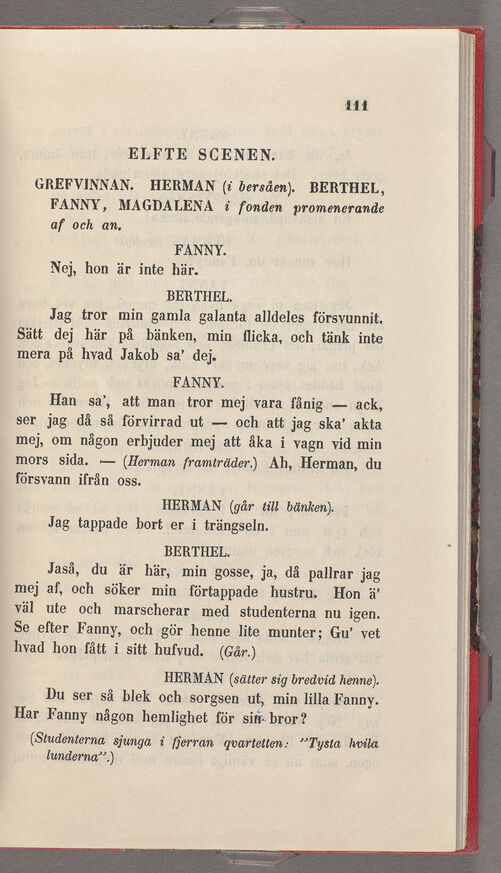 111
ELFTE SCENEN.
GREFVINNAN. HERMAN (i bersåen). BERTHEL,
FANNY, MAGDALENA i fonden promenerande
af och an.
FANNY.
Nej, hon är inte här.
BERTHEL.
Jag tror min gamla galanta alldeles försvunnit.
Sätt dej här på bänken, min flicka, och tänk inte
mera på hvad Jakob sa' dej.
FANNY.
Han sa', att man tror mej vara fånig — ack,
ser jag då så förvirrad ut — och att jag ska' akta
mej, om någon erbjuder mej att åka i vagn vid min
mors sida. — (Herman framträder.) Ah, Herman, du
försvann ifrån oss.
HERMAN (går till bänken).
Jag tappade bort er i trängseln.
BERTHEL.
Jaså, du är här, min gosse, ja, då pallrar jag
mej af, och söker min förtappade hustru. Hon ä'
väl ute och marscherar med studenterna nu igen.
Se efter Fanny, och gör henne lite munter; Gu' vet
hvad hon fått i sitt hufvud. (Går.)
HERMAN (sätter sig bredvid henne).
Du ser så blek och sorgsen ut, min lilla Fanny.
Har Fanny någon hemlighet för sin bror?
(Studenterna sjunga i fjerran qvartetten: "Tysta hvila
lunderna".)